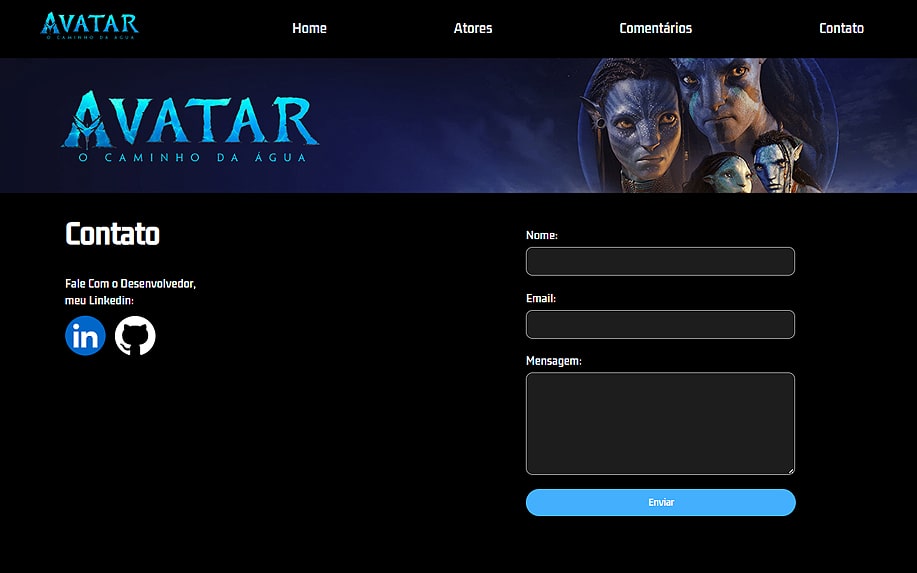 AVATAR
O CAMINHO DA ÁGUA
Home
Atores
Comentários
Contato
AVATAR
O CAMINHO DA ÁGUA
Contato
Fale Com o Desenvolvedor,
meu Linkedin:
in
Nome:
Email:
Mensagem:
Enviar